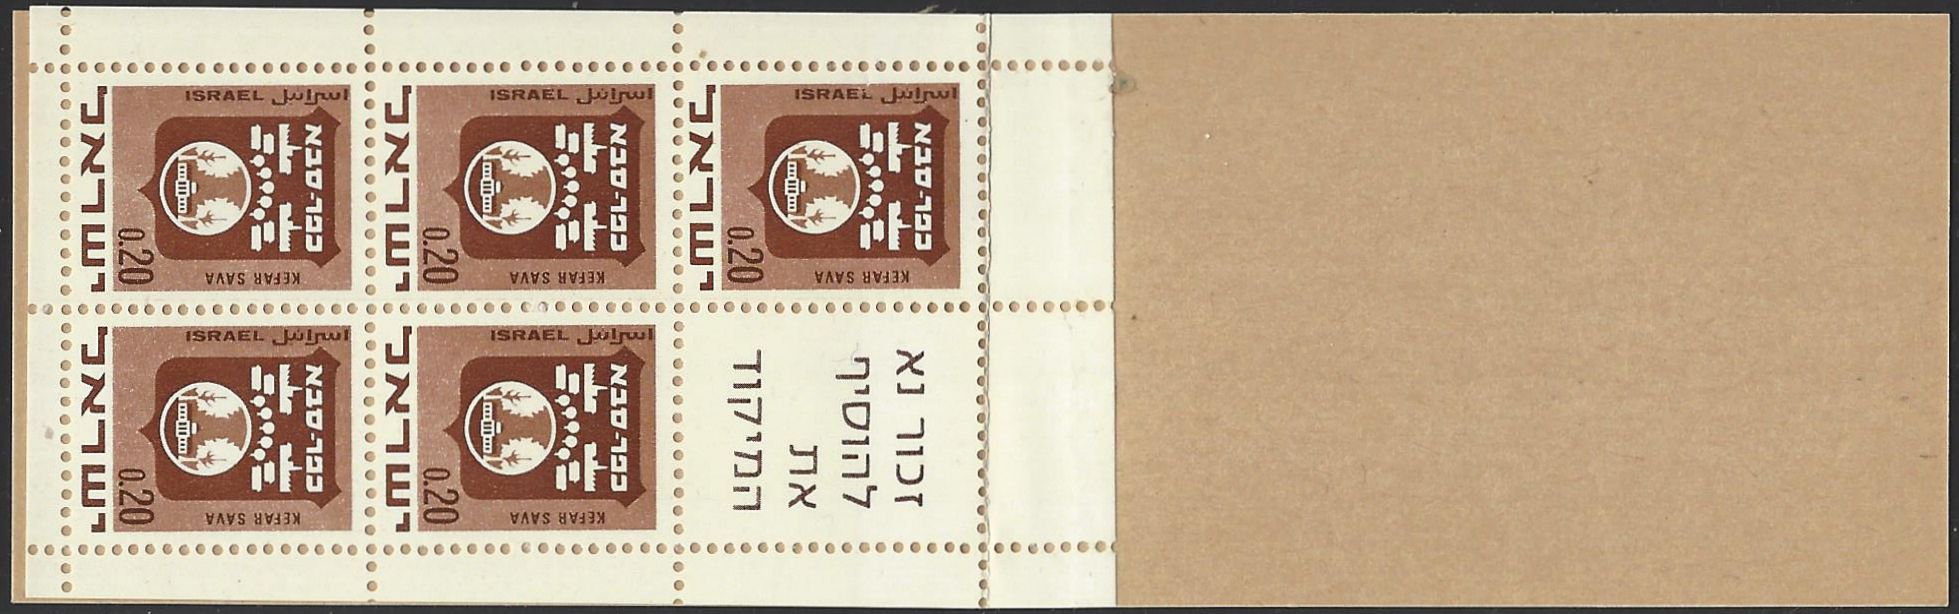 ישראל
ISRAEL اسرائيل
כפר-סבא
KEFAR SAVA
0.20
ישראל
ISRAEL اسرائيل
כפר-סבא
KEFAR SAVA
0.20
ישראל
ISRAEL اسرائيل
כפר-סבא
KEFAR SAVA
0.20
ישראל
ISRAEL اسرائيل
כפר-סבא
KEFAR SAVA
0.20
ישראל
ISRAEL اسرائيل
כפר-סבא
KEFAR SAVA
0.20
זכור נא
להוסיף
את
המיקוד